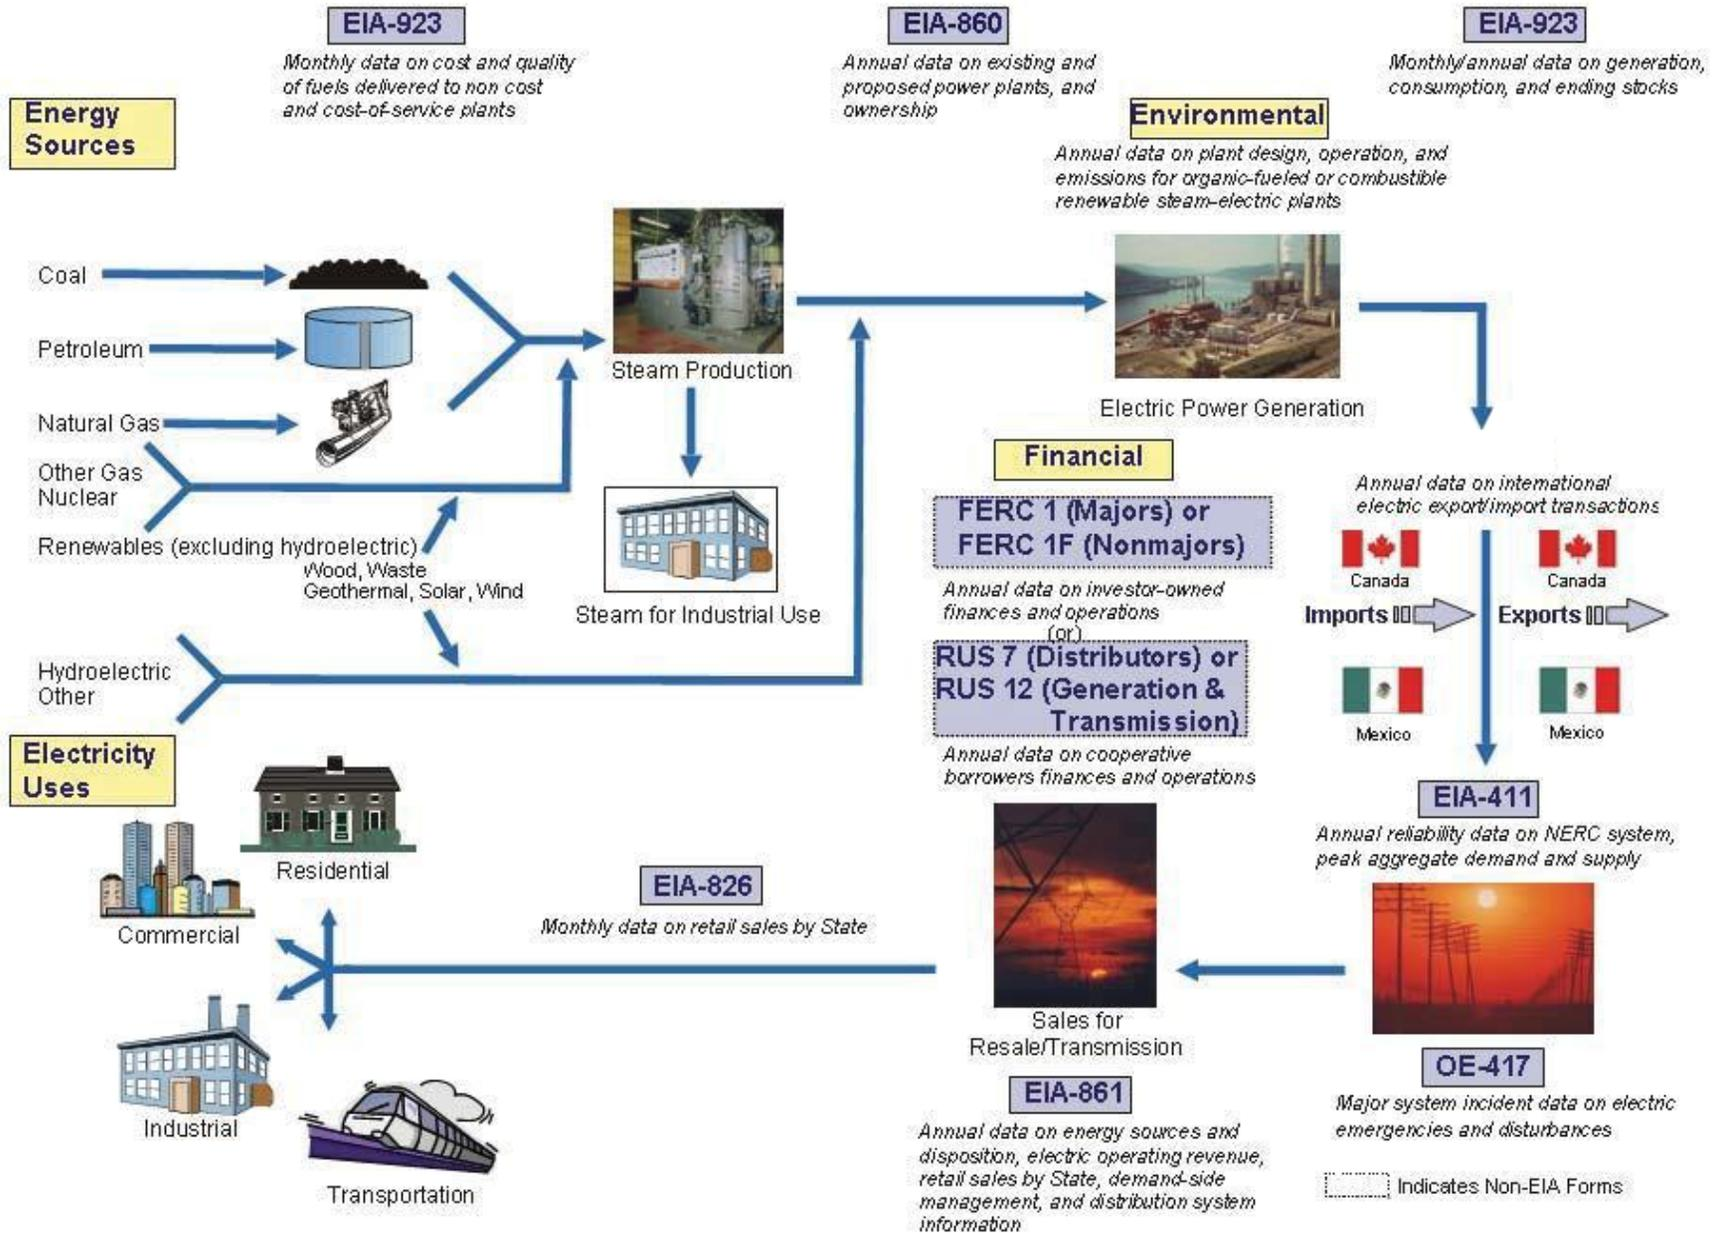 EIA-923
Monthly data on cost and quality
of fuels delivered to non cost
and cost-of-service plants
EIA-860
Annual data on existing and
proposed power plants, and
ownership
EIA-923
Monthly/annual data on generation,
consumption, and ending stocks
Energy
Sources
Environmental
Annual data on plant design, operation, and
emissions for organic-fueled or combustible
renewable steam-electric plants
Coal
Petroleum
Natural Gas
Other Gas
Nuclear
Renewables (excluding hydroelectric)
Wood, Waste
Geothermal, Solar, Wind
Hydroelectric
Other
Steam Production
Steam for Industrial Use
Electric Power Generation
Financial
FERC 1 (Majors) or
FERC 1F (Nonmajors)
Annual data on investor-owned
finances and operations
(or)
RUS 7 (Distributors) or
RUS 12 (Generation &
Transmission)
Annual data on cooperative
borrowers finances and operations
Annual data on international
electric export/import transactions
Canada
Canada
Imports
Exports
Mexico
Mexico
EIA-411
Annual reliability data on NERC system,
peak aggregate demand and supply
OE-417
Major system incident data on electric
emergencies and disturbances
Indicates Non-EIA Forms
Sales for
Resale/Transmission
EIA-861
Annual data on energy sources and
disposition, electric operating revenue,
retail sales by State, demand-side
management, and distribution system
information
EIA-826
Monthly data on retail sales by State
Electricity
Uses
Residential
Commercial
Industrial
Transportation